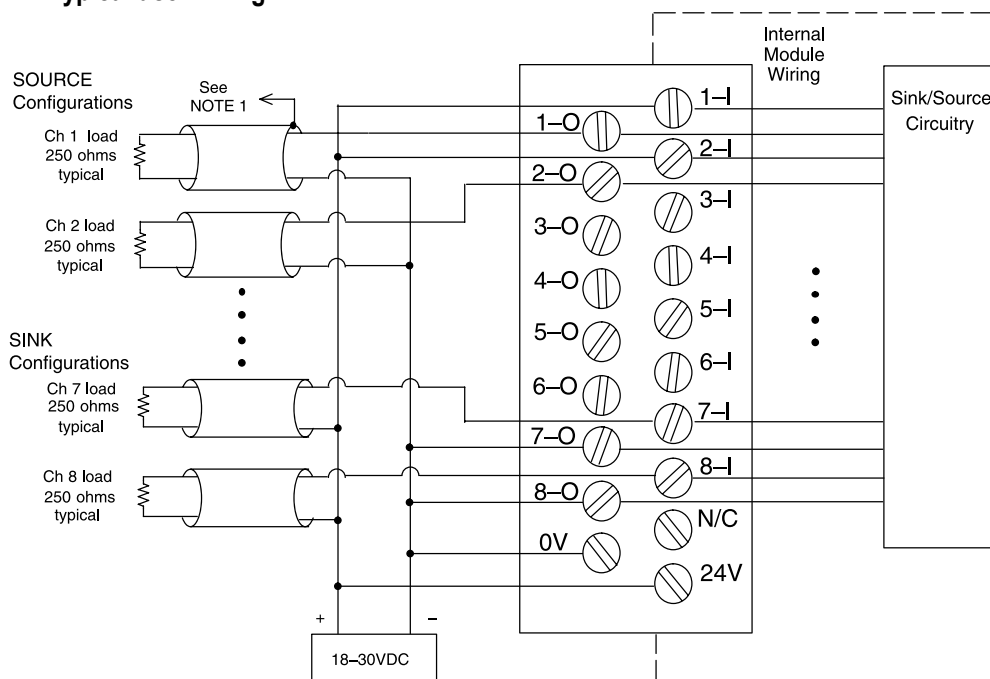 Internal
Module
Wiring
SOURCE
Configurations
See
NOTE 1
Ch 1 load
250 ohms
typical
Ch 2 load
250 ohms
typical
SINK
Configurations
Ch 7 load
250 ohms
typical
Ch 8 load
250 ohms
typical
1–O
2–O
3–O
4–O
5–O
6–O
7–O
8–O
0V
1–I
2–I
3–I
4–I
5–I
6–I
7–I
8–I
N/C
24V
Sink/Source
Circuitry
+
–
18–30VDC